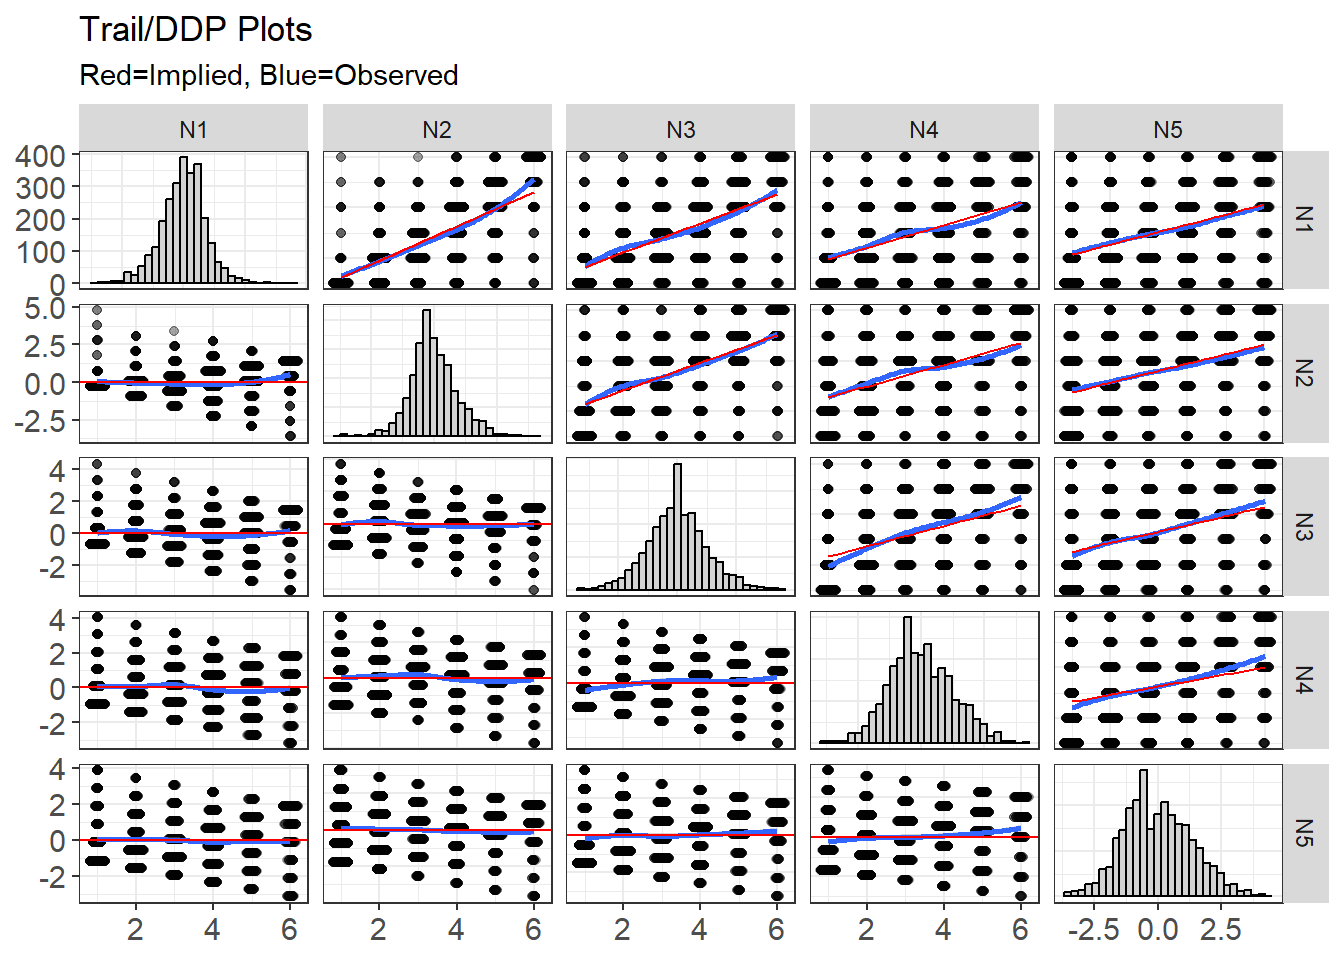 Trail/DDP Plots
Red=Implied, Blue=Observed
N1 N2 N3 N4 N5
400
300
200
100
0
N1
5.0
2.5
0.0
-2.5
N2
4
2
0
-2
N3
4
2
0
-2
N4
4
2
0
-2
N5
2 4 6 2 4 6 2 4 6 2 4 6 -2.5 0.0 2.5